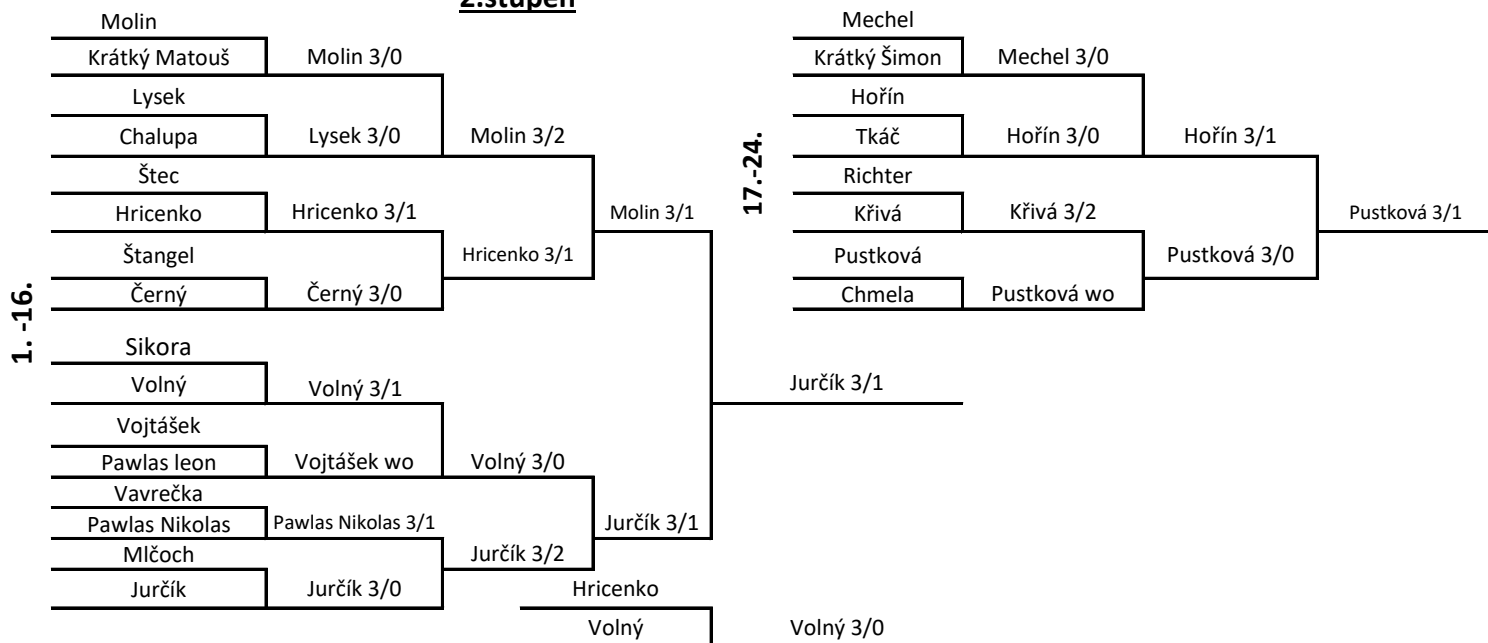 2.stupeň
1. -16.
Molin
Krátký Matouš
Molin 3/0
Lysek
Chalupa
Lysek 3/0
Molin 3/2
Štec
Hricenko
Hricenko 3/1
Molin 3/1
Štangel
Hricenko 3/1
Černý
Černý 3/0
Sikora
Volný
Volný 3/1
Jurčík 3/1
Vojtášek
Pawlas leon
Vojtášek wo
Volný 3/0
Vavrečka
Pawlas Nikolas
Pawlas Nikolas 3/1
Jurčík 3/1
Mlčoch
Jurčík 3/2
Jurčík
Jurčík 3/0
Hricenko
Volný
Volný 3/0
17.-24.
Mechel
Krátký Šimon
Mechel 3/0
Hořín
Tkáč
Hořín 3/0
Hořín 3/1
Richter
Křivá
Křivá 3/2
Pustková 3/1
Pustková
Pustková 3/0
Chmela
Pustková wo